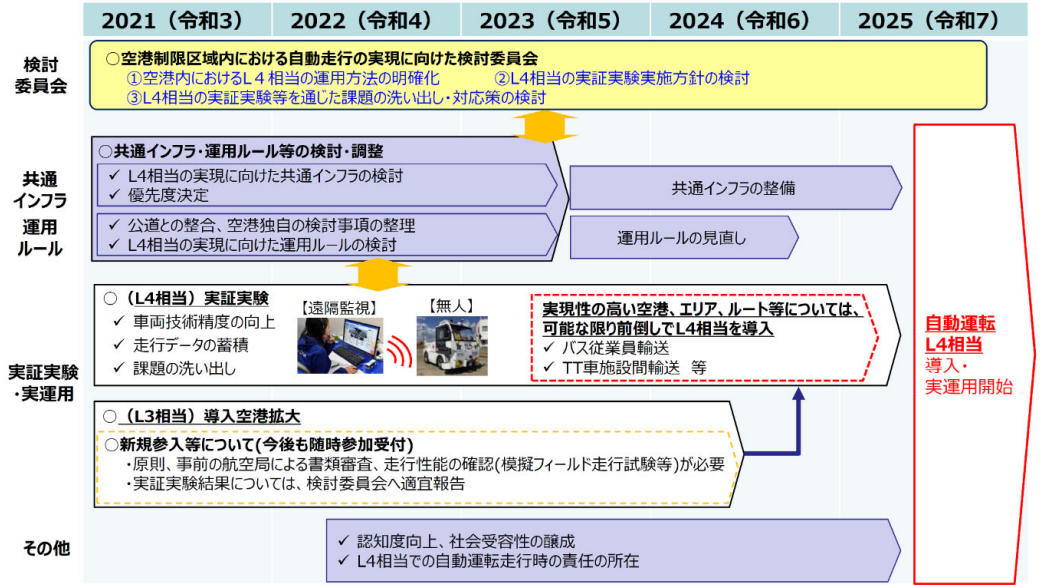 2021（令和3）
2022（令和4）
2023（令和5）
2024（令和6）
2025（令和7）
検討
委員会
○空港制限区域内における自動走行の実現に向けた検討委員会
①空港内におけるL４相当の運用方法の明確化
②L4相当の実証実験実施方針の検討
③L4相当の実証実験等を通じた課題の洗い出し・対応策の検討
共通
インフラ
運用
ルール
○共通インフラ・運用ルール等の検討・調整
✓ L4相当の実現に向けた共通インフラの検討
✓ 優先度決定
✓ 公道との整合、空港独自の検討事項の整理
✓ L4相当の実現に向けた運用ルールの検討
共通インフラの整備
運用ルールの見直し
実証実験
・実運用
○（L4相当）実証実験
✓ 車両技術精度の向上
✓ 走行データの蓄積
✓ 課題の洗い出し
【遠隔監視】
【無人】
実現性の高い空港、エリア、ルート等については、
可能な限り前倒しでL4相当を導入
✓ バス従業員輸送
✓ TT車施設間輸送 等
○（L3相当）導入空港拡大
○新規参入等について(今後も随時参加受付)
・原則、事前の航空局による書類審査、走行性能の確認(模擬フィールド走行試験等)が必要
・実証実験結果については、検討委員会へ適宜報告
自動運転
L4相当
導入・
実運用開始
その他
✓ 認知度向上、社会受容性の醸成
✓ L4相当での自動運転走行時の責任の所在